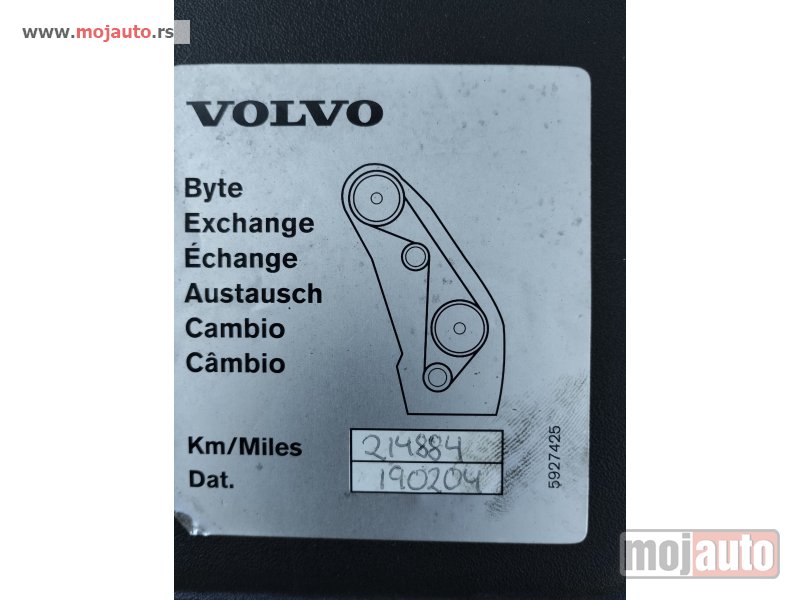 www.mojauto.rs
VOLVO
Byte
Exchange
Échange
Austausch
Cambio
Câmbio
Km/Miles 214884
Dat. 190204
5927425
mojauto